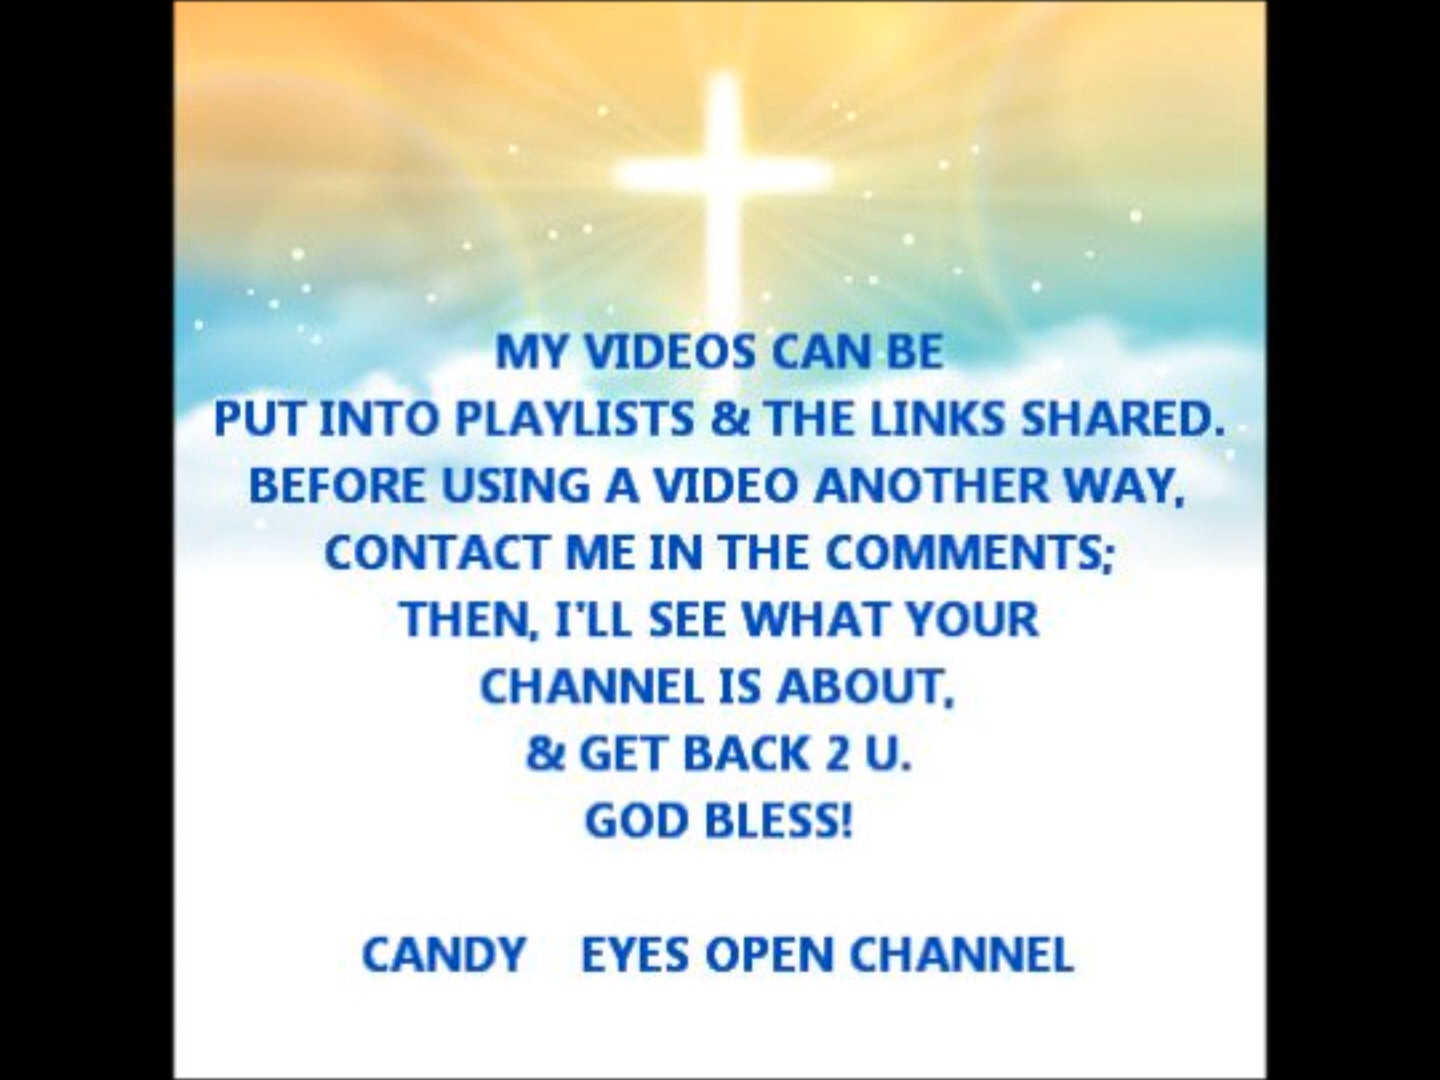 MY VIDEOS CAN BE
PUT INTO PLAYLISTS & THE LINKS SHARED.
BEFORE USING A VIDEO ANOTHER WAY,
CONTACT ME IN THE COMMENTS;
THEN, I'LL SEE WHAT YOUR
CHANNEL IS ABOUT,
& GET BACK 2 U.
GOD BLESS!
CANDY EYES OPEN CHANNEL